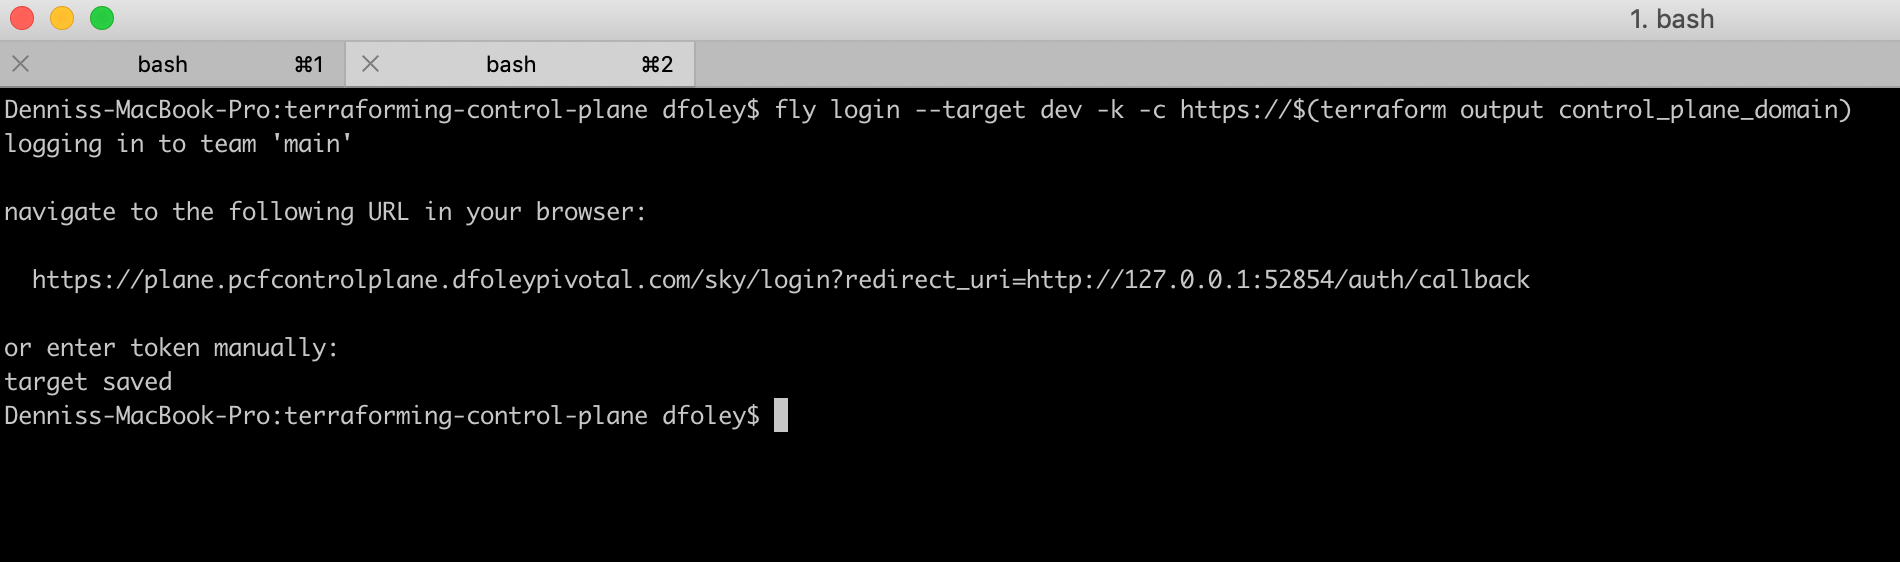 1. bash
bash ⌘1 bash ⌘2
Denniss-MacBook-Pro:terraforming-control-plane dfoley$ fly login --target dev -k -c https://$(terraform output control_plane_domain)
logging in to team 'main'
navigate to the following URL in your browser:
https://plane.pcfcontrolplane.dfoleypivotal.com/sky/login?redirect_uri=http://127.0.0.1:52854/auth/callback
or enter token manually:
target saved
Denniss-MacBook-Pro:terraforming-control-plane dfoley$